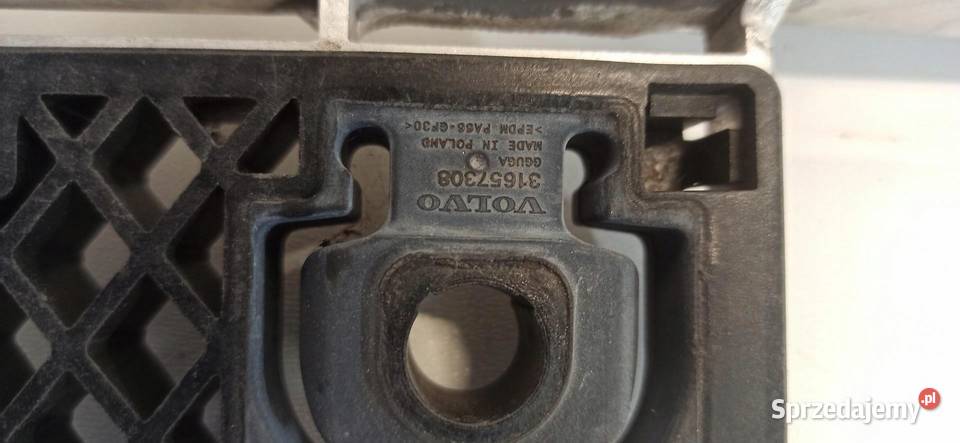 VOLVO
31657308
GGUGA
MADE IN POLAND
>EPDM PA66-GF30<
Sprzedajemy.pl